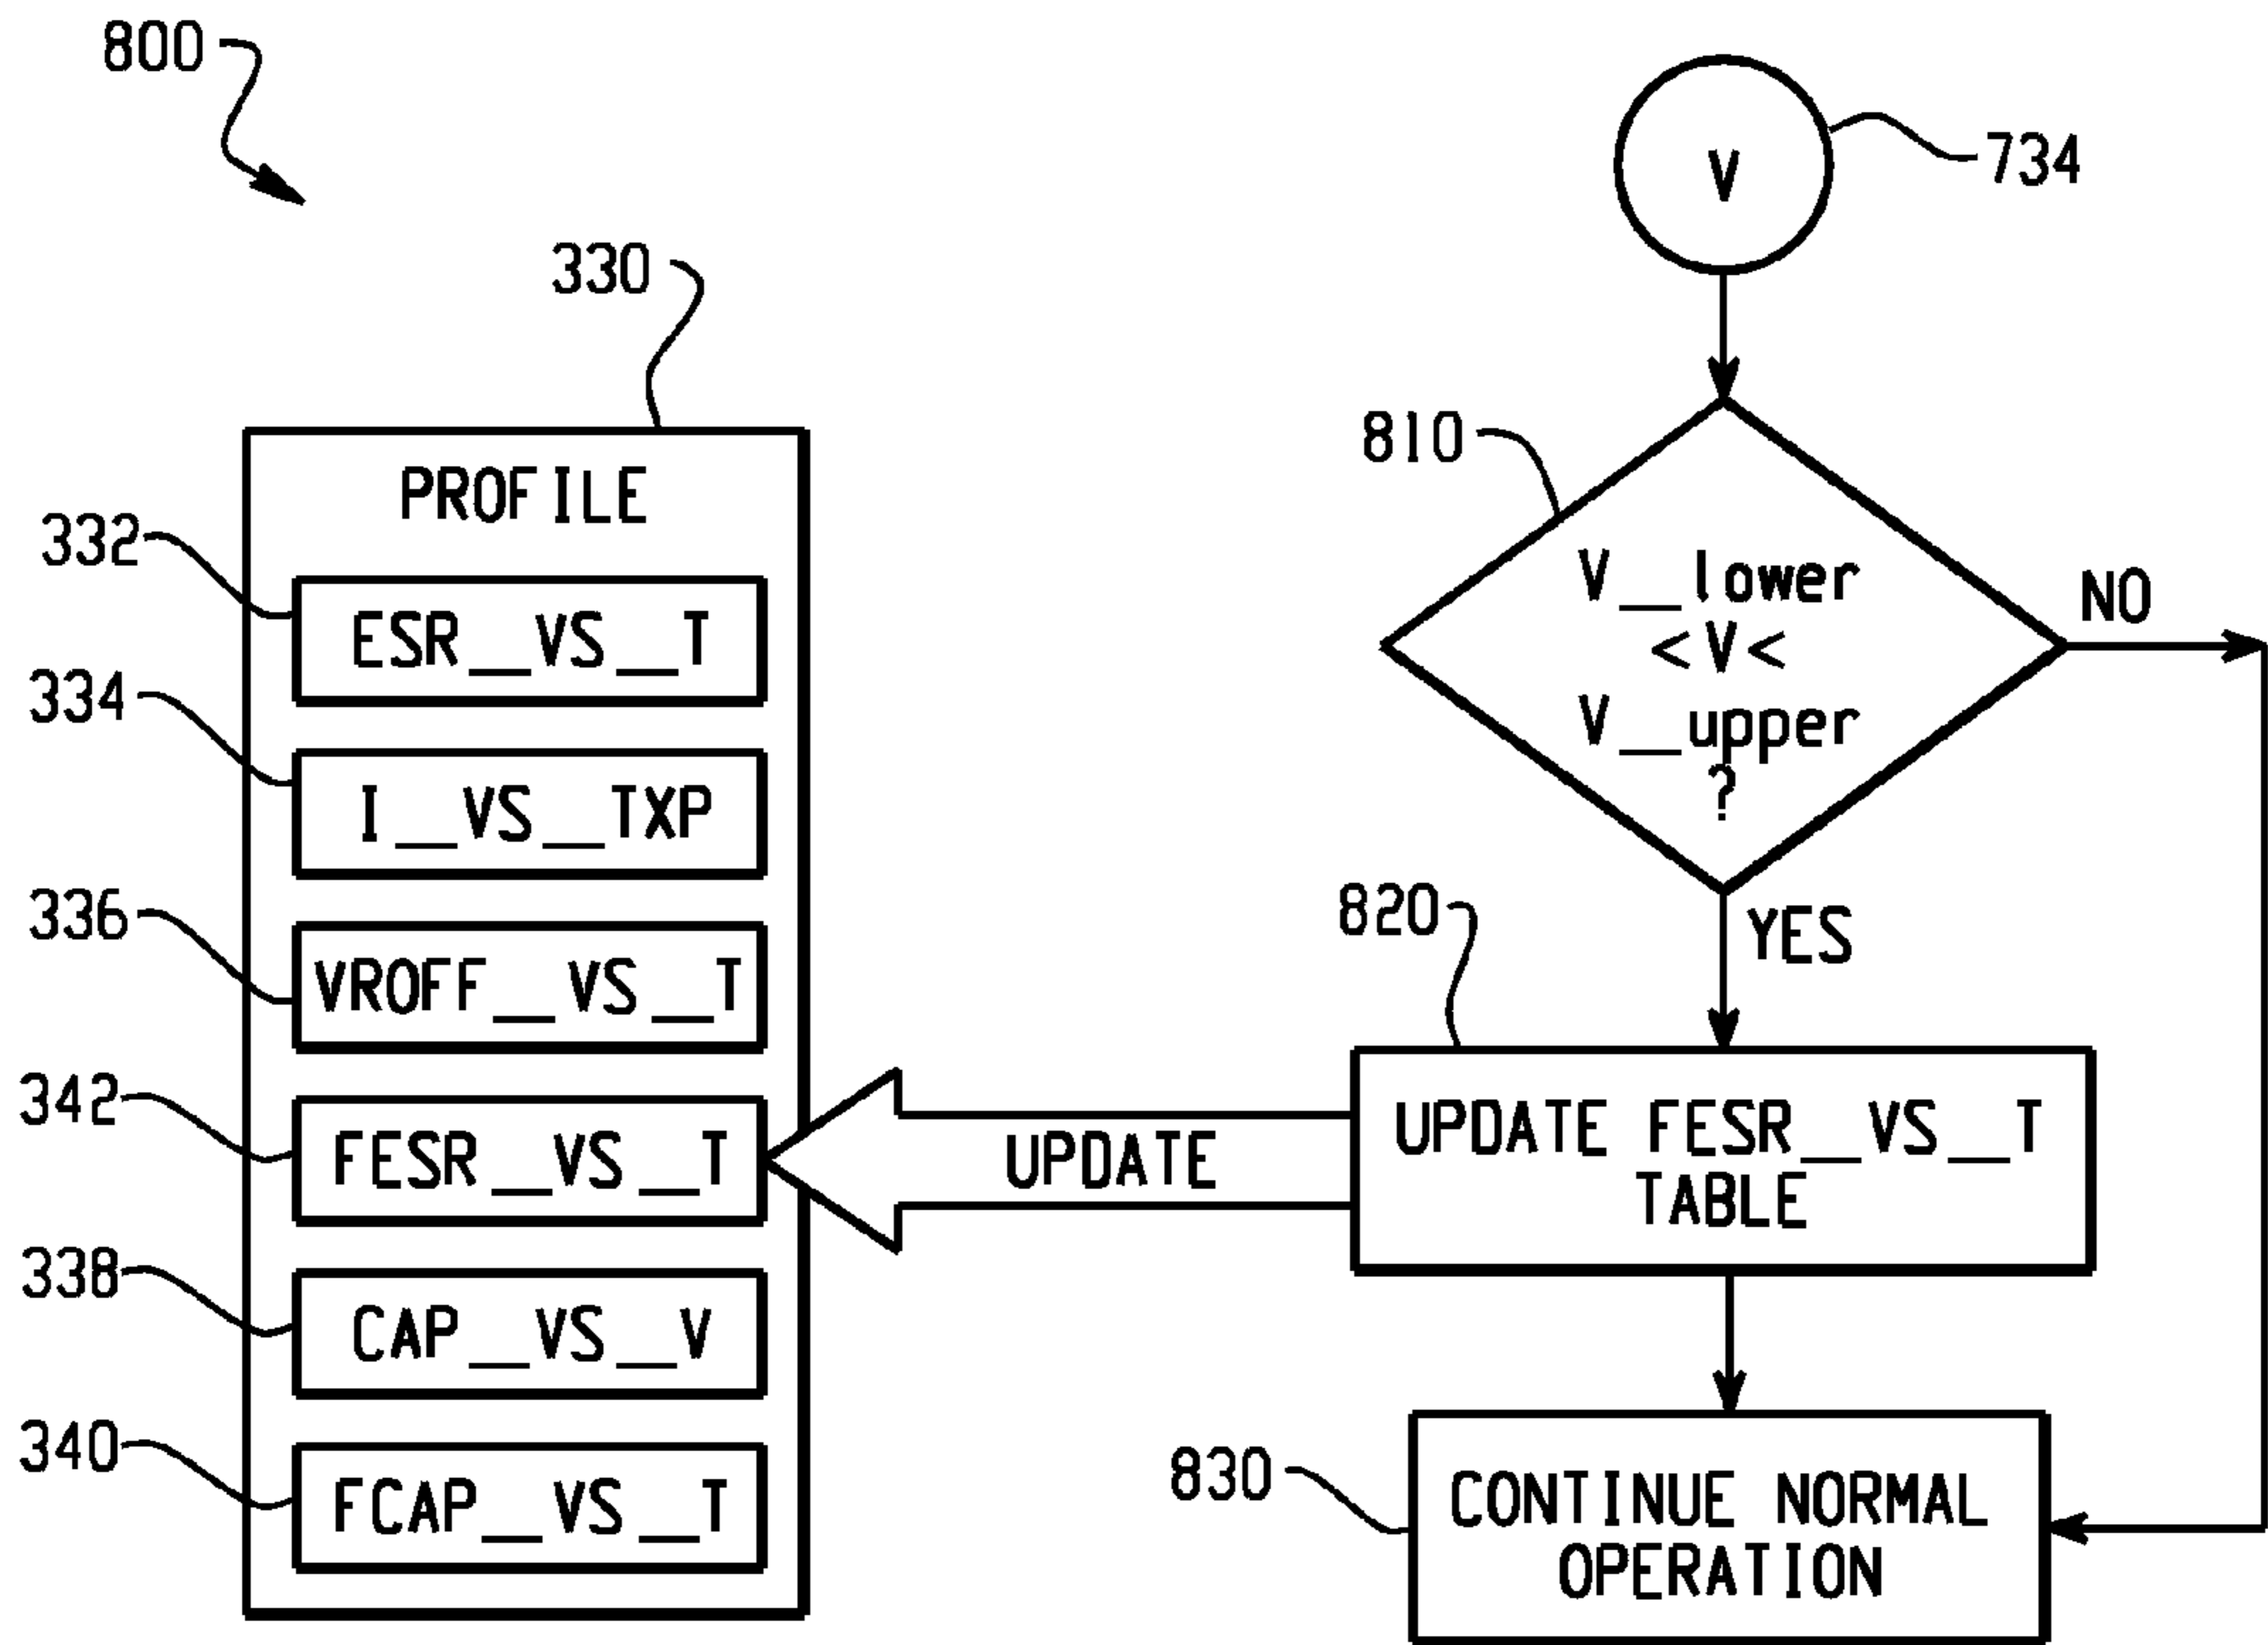 800
330
PROFILE
332
ESR__VS__T
334
I__VS__TXP
336
VROFF__VS__T
342
FESR__VS__T
338
CAP__VS__V
340
FCAP__VS__T
UPDATE
V
734
810
V__lower
<V<
V__upper
?
NO
YES
820
UPDATE FESR__VS__T
TABLE
830
CONTINUE NORMAL
OPERATION